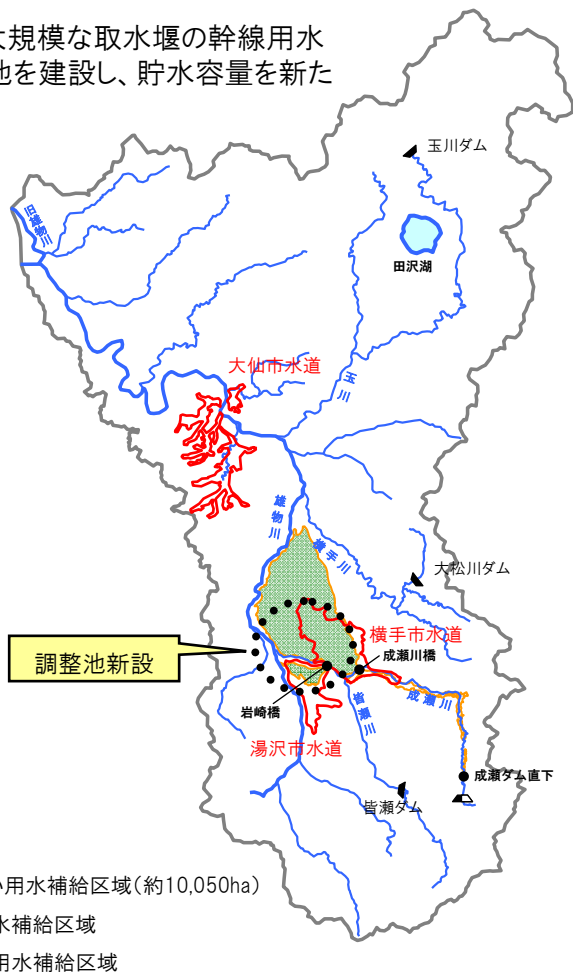 大規模な取水堰の幹線用水
池を建設し、貯水容量を新た
玉川ダム
旧雄物川
田沢湖
大仙市水道
玉川
雄物川
横手川
大松川ダム
横手市水道
調整池新設
成瀬川橋
岩崎橋
皆瀬川
成瀬川
湯沢市水道
成瀬ダム直下
皆瀬ダム
い用水補給区域(約10,050ha)
水補給区域
用水補給区域